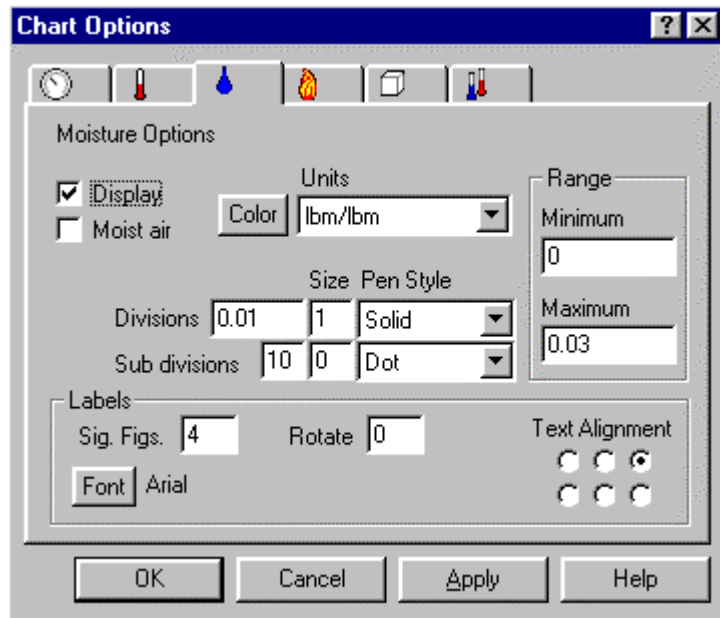 Chart Options
Moisture Options
Display
Moist air
Color
Units
lbm/lbm
Range
Minimum
0
Maximum
0.03
Size Pen Style
Divisions 0.01 1 Solid
Sub divisions 10 0 Dot
Labels
Sig. Figs. 4
Rotate 0
Text Alignment
Font Arial
OK Cancel Apply Help